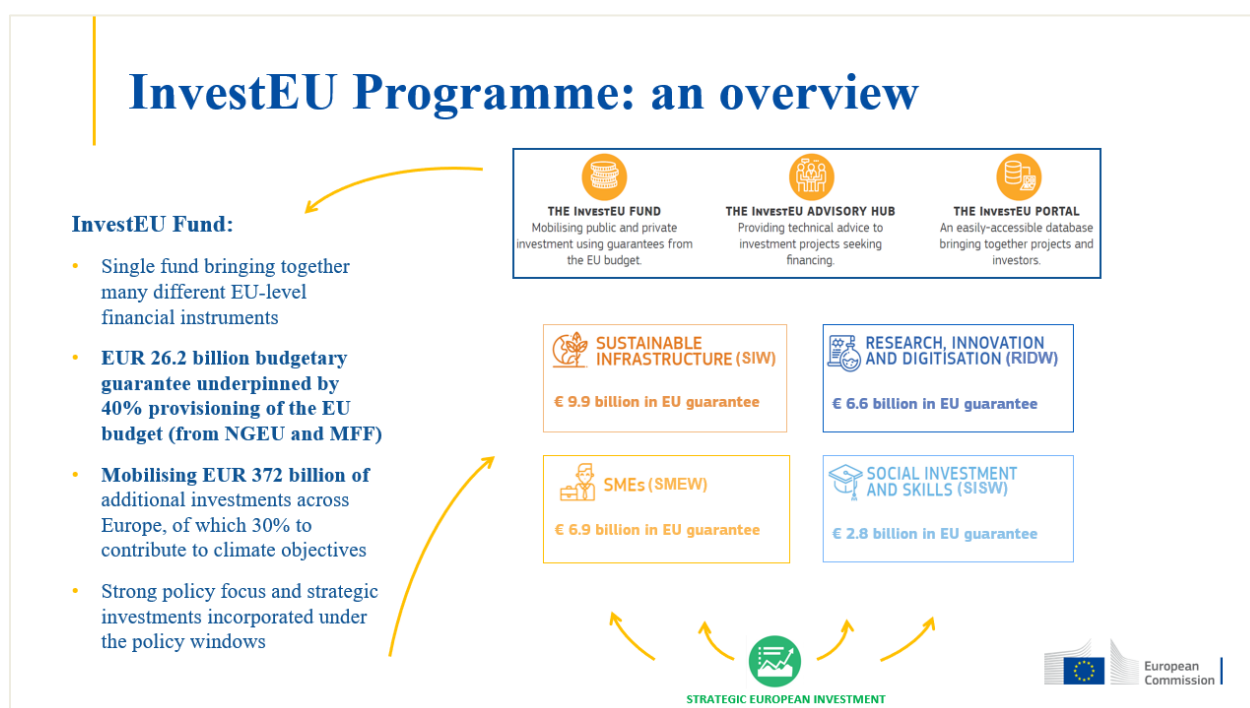 InvestEU Programme: an overview
InvestEU Fund:
• Single fund bringing together
many different EU-level
financial instruments
• EUR 26.2 billion budgetary
guarantee underpinned by
40% provisioning of the EU
budget (from NGEU and MFF)
• Mobilising EUR 372 billion of
additional investments across
Europe, of which 30% to
contribute to climate objectives
• Strong policy focus and strategic
investments incorporated under
the policy windows
THE INVESTEU FUND
Mobilising public and private
investment using guarantees from
the EU budget.
THE INVESTEU ADVISORY HUB
Providing technical advice to
investment projects seeking
financing.
THE INVESTEU PORTAL
An easily-accessible database
bringing together projects and
investors.
SUSTAINABLE
INFRASTRUCTURE (SIW)
€ 9.9 billion in EU guarantee
RESEARCH, INNOVATION
AND DIGITISATION (RIDW)
€ 6.6 billion in EU guarantee
SMEs (SMEW)
€ 6.9 billion in EU guarantee
SOCIAL INVESTMENT
AND SKILLS (SISW)
€ 2.8 billion in EU guarantee
STRATEGIC EUROPEAN INVESTMENT
European
Commission